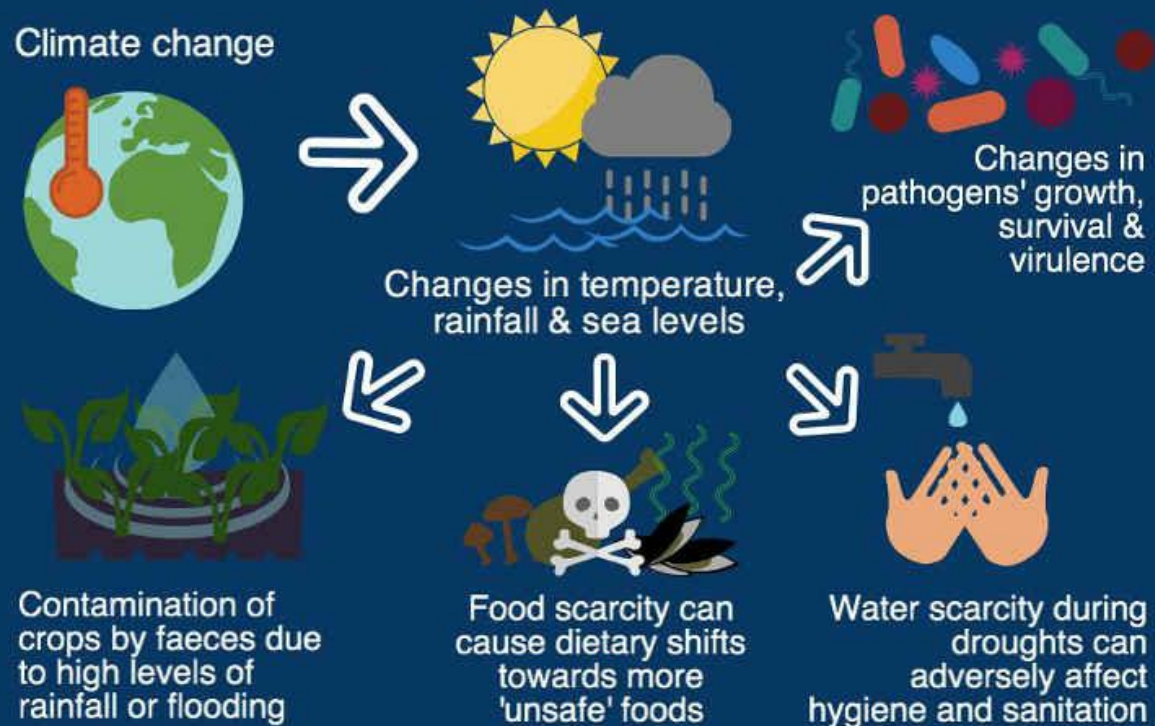 Climate change
Changes in temperature,
rainfall & sea levels
Changes in
pathogens' growth,
survival &
virulence
Contamination of
crops by faeces due
to high levels of
rainfall or flooding
Food scarcity can
cause dietary shifts
towards more
'unsafe' foods
Water scarcity during
droughts can
adversely affect
hygiene and sanitation